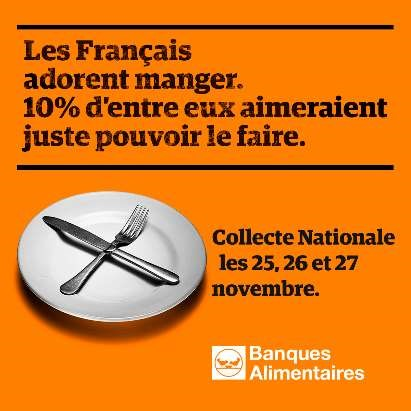 Les Français
adorent manger.
10% d'entre eux aimeraient
juste pouvoir le faire.
Collecte Nationale
les 25, 26 et 27
novembre.
Banques
Alimentaires